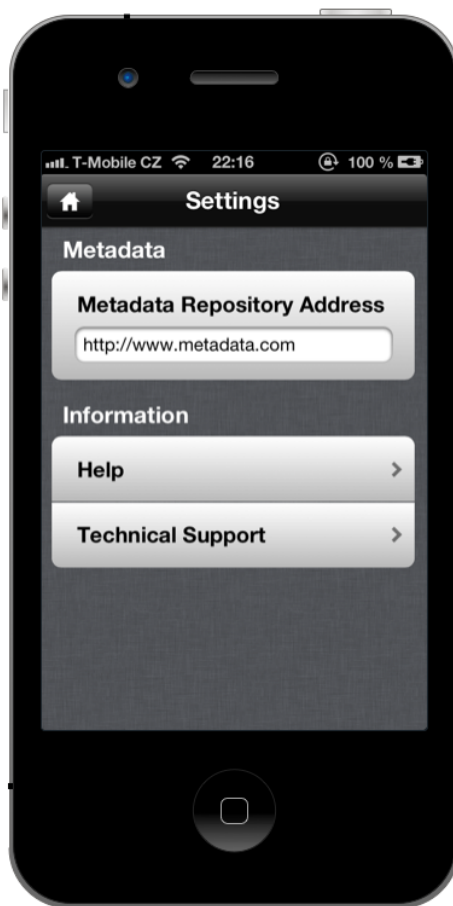 T-Mobile CZ 22:16 100 %
Settings
Metadata
Metadata Repository Address
http://www.metadata.com
Information
Help
Technical Support